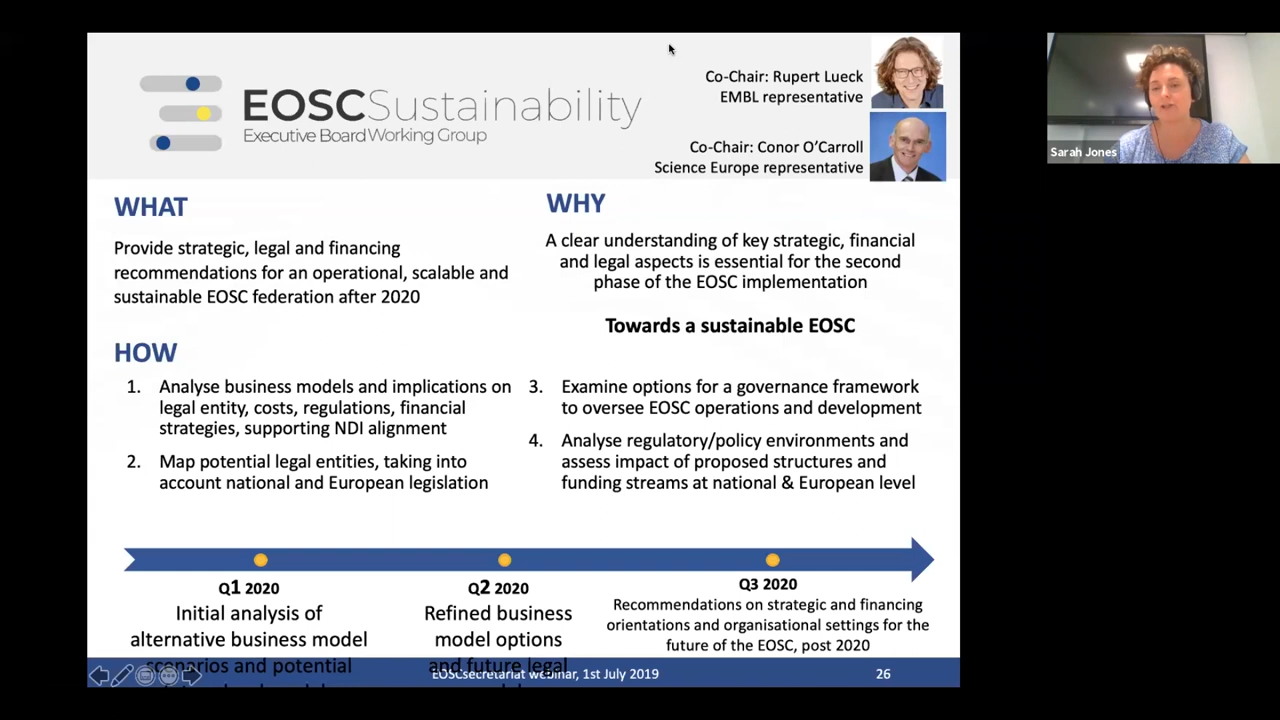 EOSCSustainability
Executive Board Working Group
Co-Chair: Rupert Lueck
EMBL representative
Co-Chair: Conor O'Carroll
Science Europe representative
Sarah Jones
WHAT
Provide strategic, legal and financing
recommendations for an operational, scalable and
sustainable EOSC federation after 2020
WHY
A clear understanding of key strategic, financial
and legal aspects is essential for the second
phase of the EOSC implementation
Towards a sustainable EOSC
HOW
1. Analyse business models and implications on
legal entity, costs, regulations, financial
strategies, supporting NDI alignment
2. Map potential legal entities, taking into
account national and European legislation
3. Examine options for a governance framework
to oversee EOSC operations and development
4. Analyse regulatory/policy environments and
assess impact of proposed structures and
funding streams at national & European level
Q1 2020
Initial analysis of
alternative business model
scenarios and potential
Q2 2020
Refined business
model options
and future legal
Q3 2020
Recommendations on strategic and financing
orientations and organisational settings for the
future of the EOSC, post 2020
EOSCsecretariat webinar, 1st July 2019
26